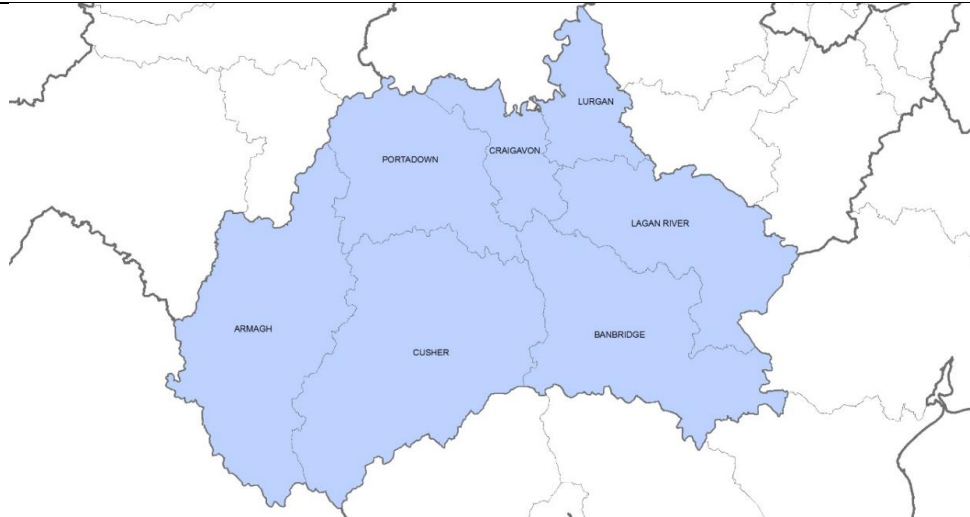 LURGAN
CRAIGAVON
PORTADOWN
LAGAN RIVER
ARMAGH
BANBRIDGE
CUSHER